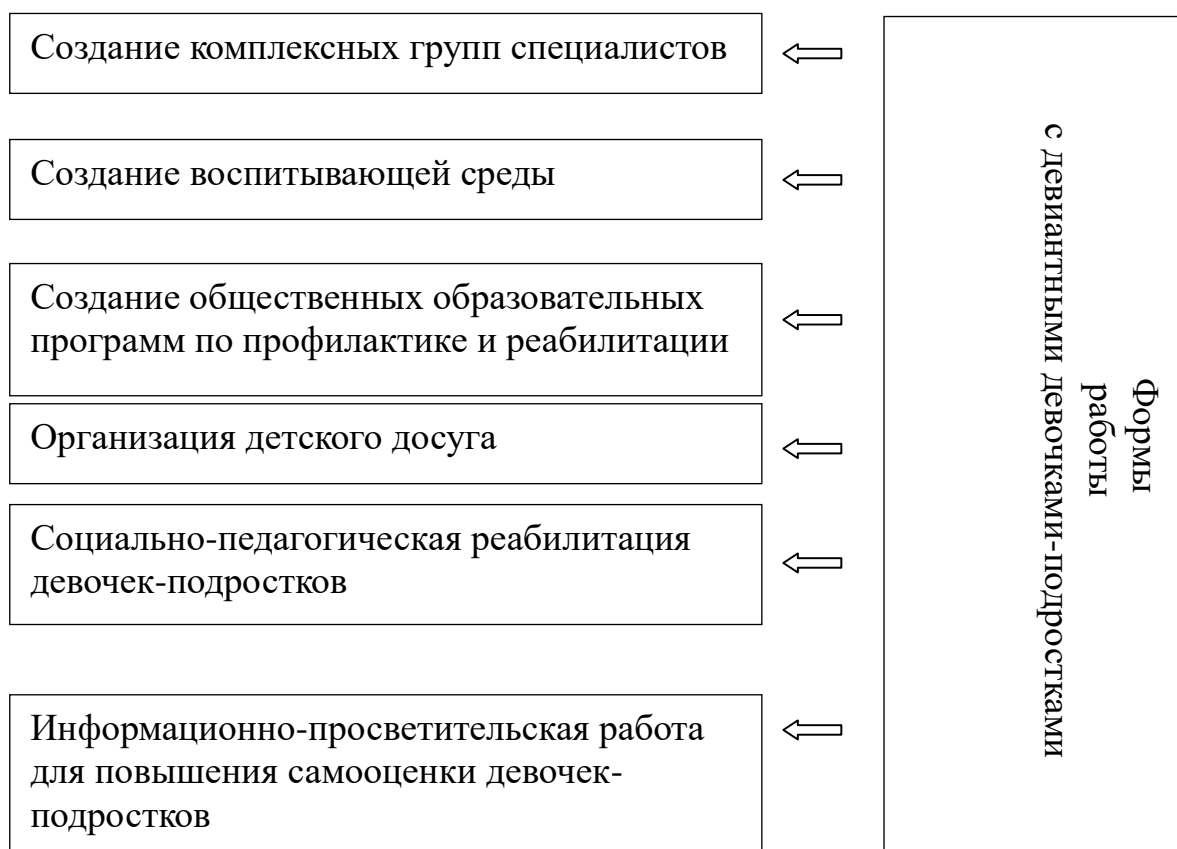 Создание комплексных групп специалистов
Создание воспитывающей среды
Создание общественных образовательных
программ по профилактике и реабилитации
Организация детского досуга
Социально-педагогическая реабилитация
девочек-подростков
Информационно-просветительская работа
для повышения самооценки девочек-
подростков
Формы
работы
с девиантными девочками-подростками